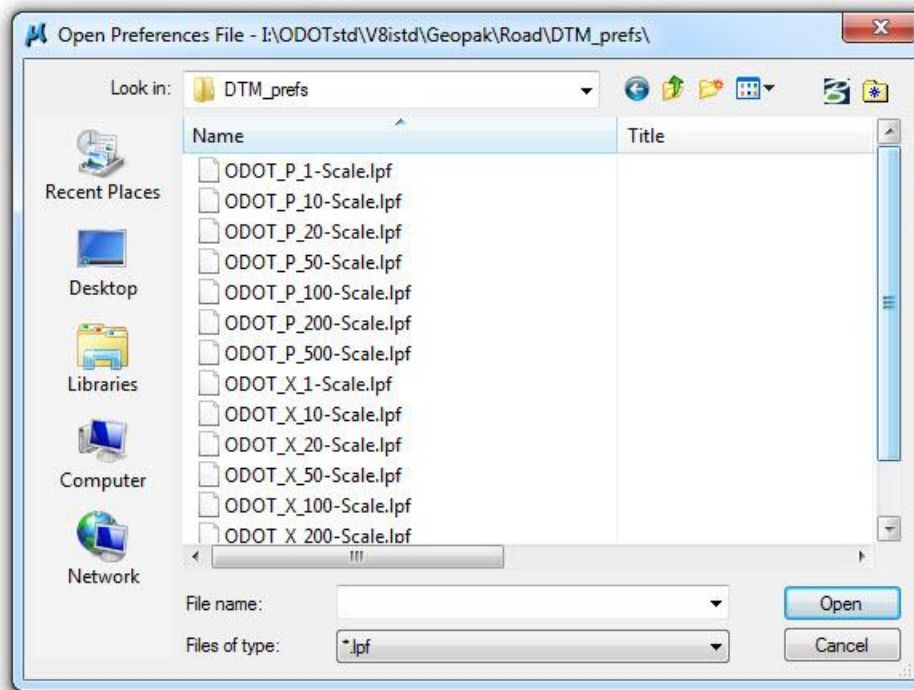 Open Preferences File - I:\ODOTstd\V8istd\Geopak\Road\DTM_prefs\
Look in:
DTM_prefs
Recent Places
Desktop
Libraries
Computer
Network
Name
Title
ODOT_P_1-Scale.lpf
ODOT_P_10-Scale.lpf
ODOT_P_20-Scale.lpf
ODOT_P_50-Scale.lpf
ODOT_P_100-Scale.lpf
ODOT_P_200-Scale.lpf
ODOT_P_500-Scale.lpf
ODOT_X_1-Scale.lpf
ODOT_X_10-Scale.lpf
ODOT_X_20-Scale.lpf
ODOT_X_50-Scale.lpf
ODOT_X_100-Scale.lpf
ODOT_X_200-Scale.lpf
File name:
Open
Files of type:
*.lpf
Cancel